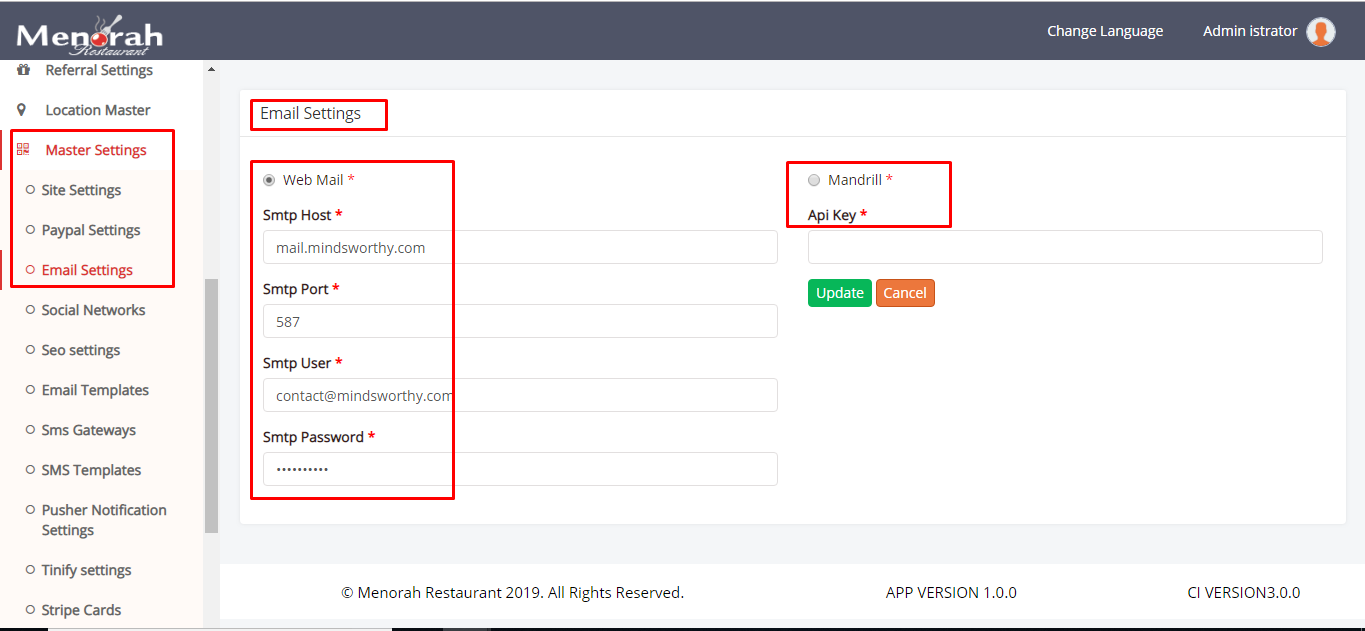 Menorah
Restaurant
Change Language
Admin istrator
Referral Settings
Location Master
Master Settings
Site Settings
Paypal Settings
Email Settings
Social Networks
Seo settings
Email Templates
Sms Gateways
SMS Templates
Pusher Notification
Settings
Tinify settings
Stripe Cards
Email Settings
Web Mail *
Smtp Host *
mail.mindsworthy.com
Smtp Port *
587
Smtp User *
contact@mindsworthy.com
Smtp Password *
••••••••••
Mandrill *
Api Key *
Update
Cancel
© Menorah Restaurant 2019. All Rights Reserved.
APP VERSION 1.0.0
CI VERSION3.0.0